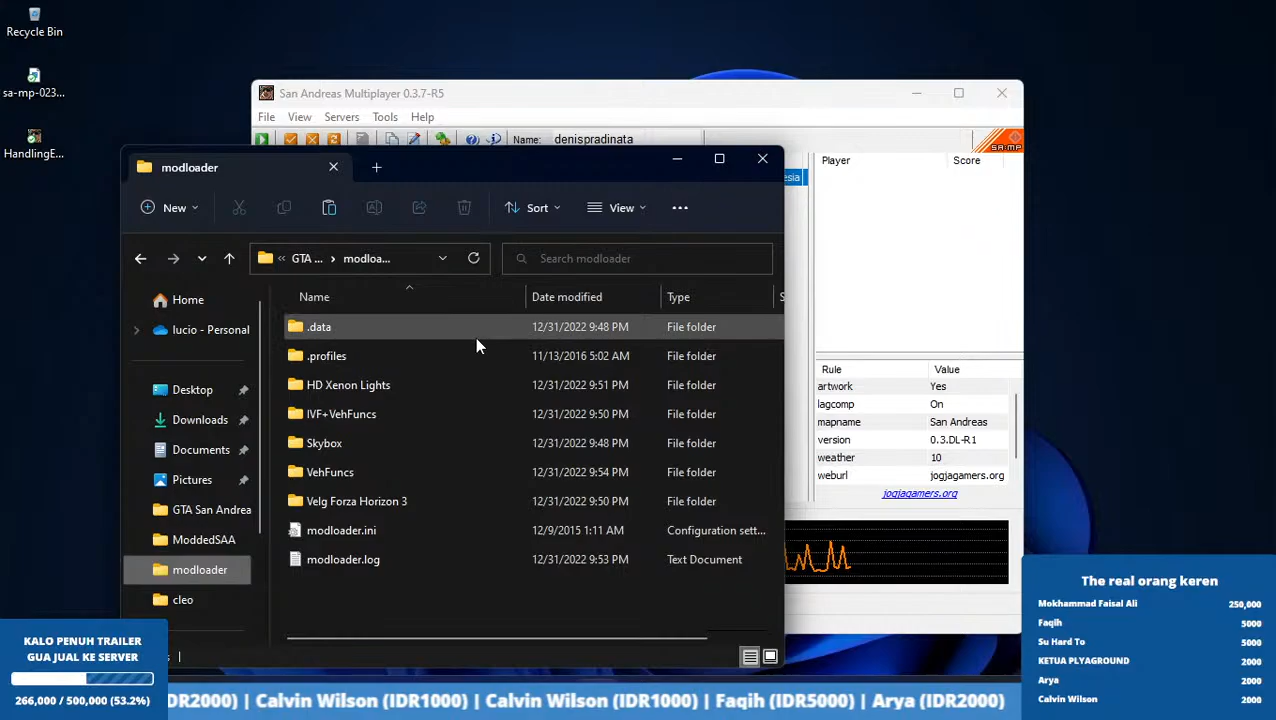 Recycle Bin
sa-mp-023...
HandlingE...
San Andreas Multiplayer 0.3.7-R5
File View Servers Tools Help
Name: denispradinata
Player Score
esia
modloader
New Sort View
GTA ... › modloa...
Search modloader
Name Date modified Type
.data 12/31/2022 9:48 PM File folder
.profiles 11/13/2016 5:02 AM File folder
HD Xenon Lights 12/31/2022 9:51 PM File folder
IVF+VehFuncs 12/31/2022 9:50 PM File folder
Skybox 12/31/2022 9:48 PM File folder
VehFuncs 12/31/2022 9:54 PM File folder
Velg Forza Horizon 3 12/31/2022 9:50 PM File folder
modloader.ini 12/9/2015 1:11 AM Configuration sett...
modloader.log 12/31/2022 9:53 PM Text Document
Home
lucio - Personal
Desktop
Downloads
Documents
Pictures
GTA San Andrea
ModdedSAA
modloader
cleo
Rule Value
artwork Yes
lagcomp On
mapname San Andreas
version 0.3.DL-R1
weather 10
weburl jogjagamers.org
jogjagamers.org
The real orang keren
Mokhammad Faisal Ali 250,000
Faqih 5000
Su Hard To 5000
KETUA PLYAGROUND 2000
Arya 2000
Calvin Wilson 2000
KALO PENUH TRAILER
GUA JUAL KE SERVER
266,000 / 500,000 (53.2%)
IDR2000) | Calvin Wilson (IDR1000) | Calvin Wilson (IDR1000) | Faqih (IDR5000) | Arya (IDR2000)